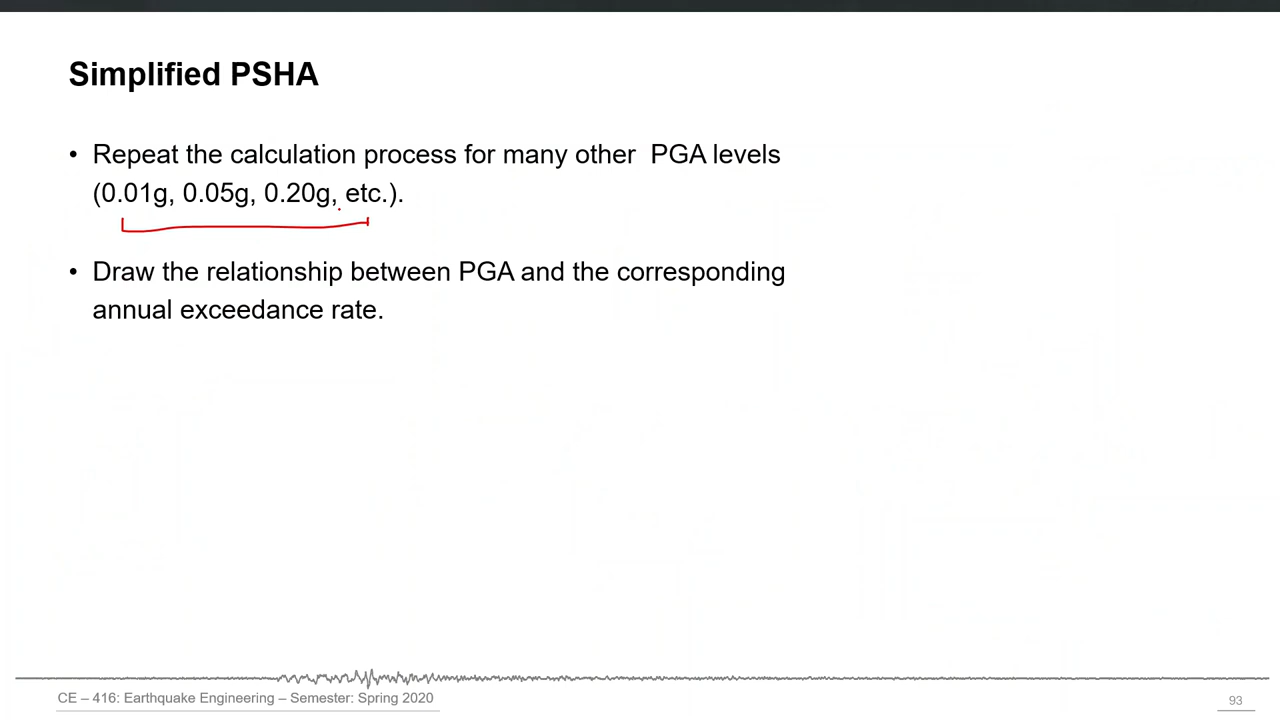 Simplified PSHA
• Repeat the calculation process for many other  PGA levels
(0.01g, 0.05g, 0.20g, etc.).
• Draw the relationship between PGA and the corresponding
annual exceedance rate.
CE – 416: Earthquake Engineering – Semester: Spring 2020
93